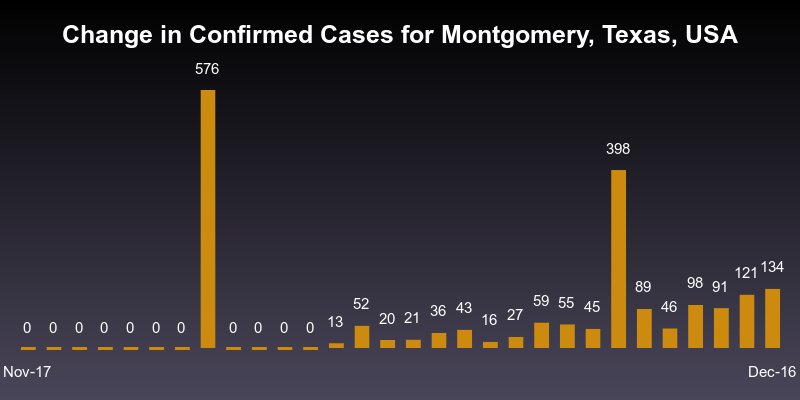 Change in Confirmed Cases for Montgomery, Texas, USA
576
398
0 0 0 0 0 0 0 0 0 0 0 13 52 20 21 36 43 16 27 59 55 45 89 46 98 91 121 134
Nov-17 Dec-16